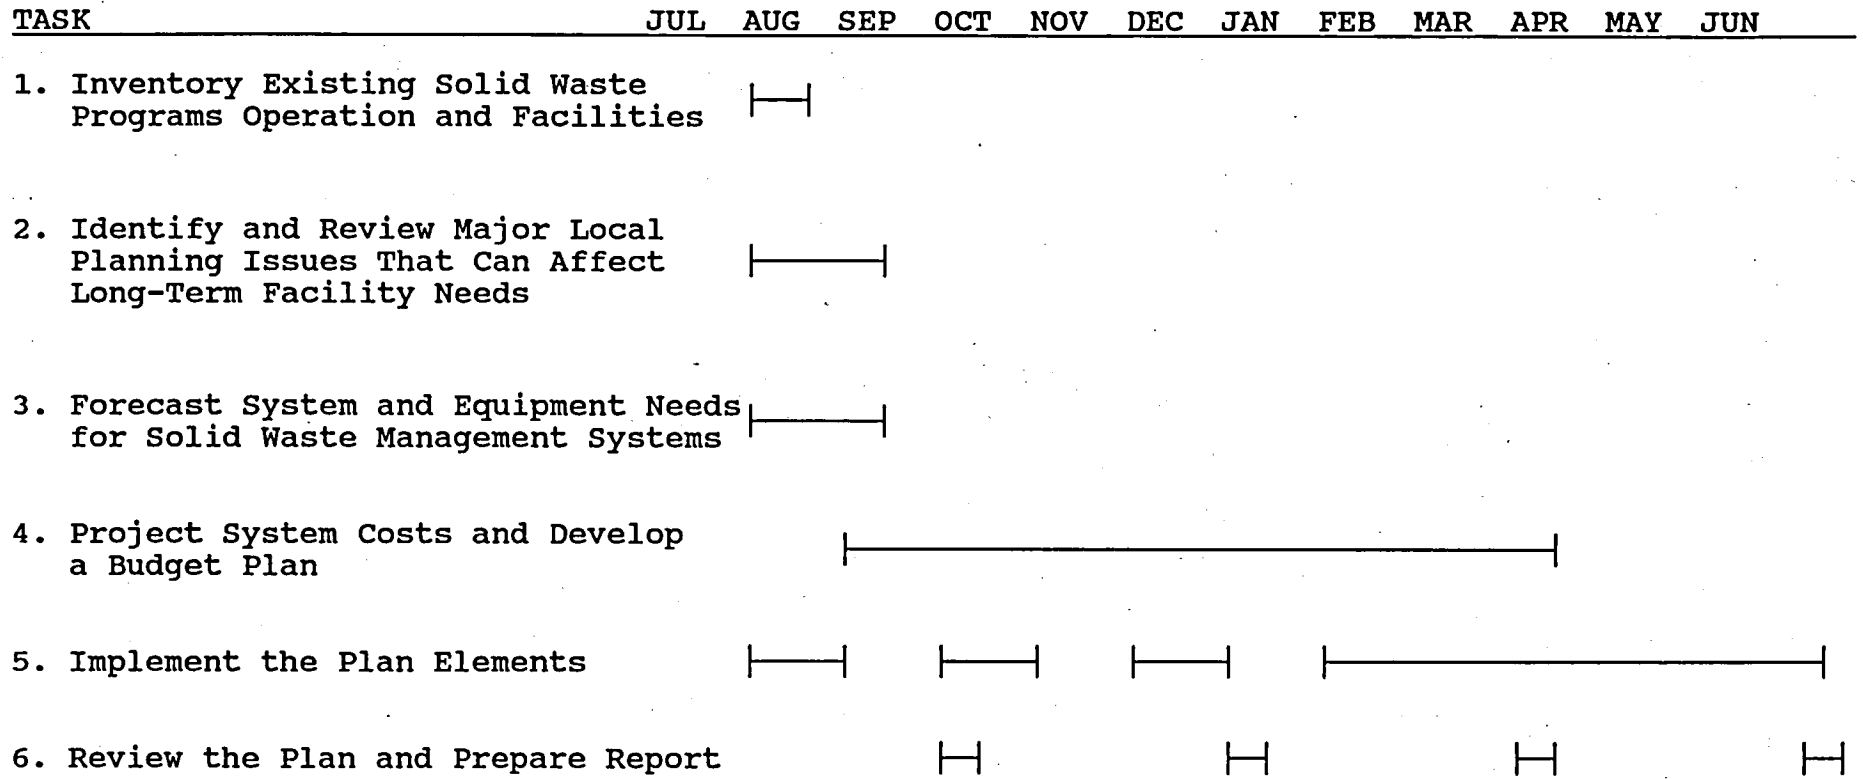 TASK JUL AUG SEP OCT NOV DEC JAN FEB MAR APR MAY JUN
1. Inventory Existing Solid Waste
Programs Operation and Facilities
2. Identify and Review Major Local
Planning Issues That Can Affect
Long-Term Facility Needs
3. Forecast System and Equipment Needs
for Solid Waste Management Systems
4. Project System Costs and Develop
a Budget Plan
5. Implement the Plan Elements
6. Review the Plan and Prepare Report